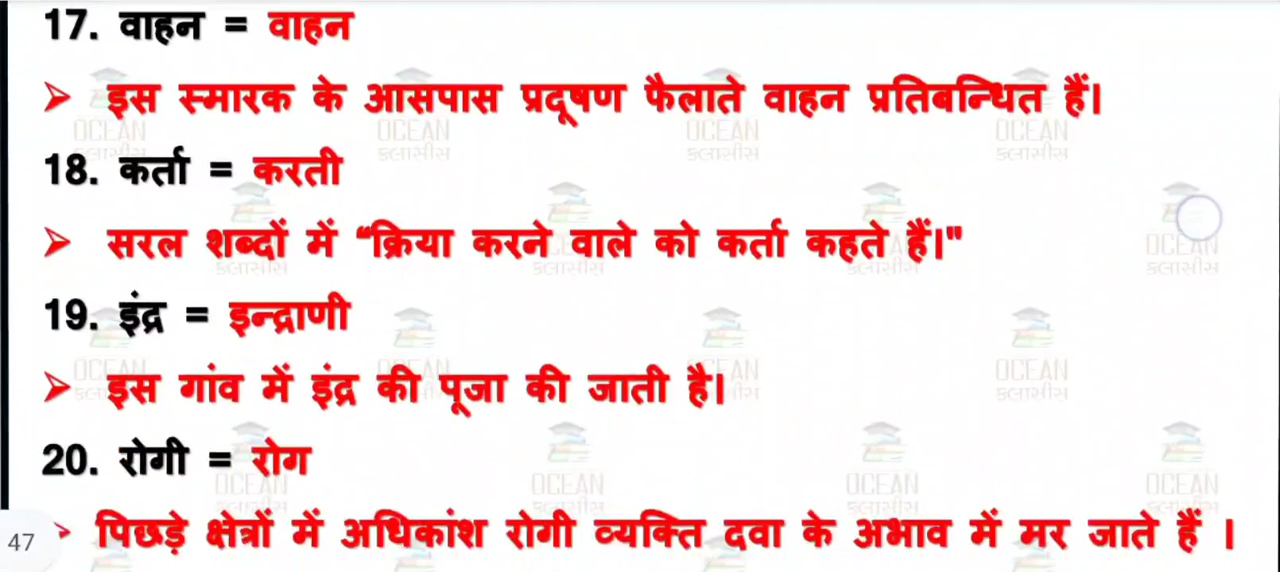 17. वाहन = वाहन
➢ इस स्मारक के आसपास प्रदूषण फैलाते वाहन प्रतिबन्धित हैं।
18. कर्ता = करती
➢ सरल शब्दों में “क्रिया करने वाले को कर्ता कहते हैं।"
19. इंद्र = इन्द्राणी
➢ इस गांव में इंद्र की पूजा की जाती है।
20. रोगी = रोग
➢ पिछड़े क्षेत्रों में अधिकांश रोगी व्यक्ति दवा के अभाव में मर जाते हैं ।
47
OCEAN
क्लासीस